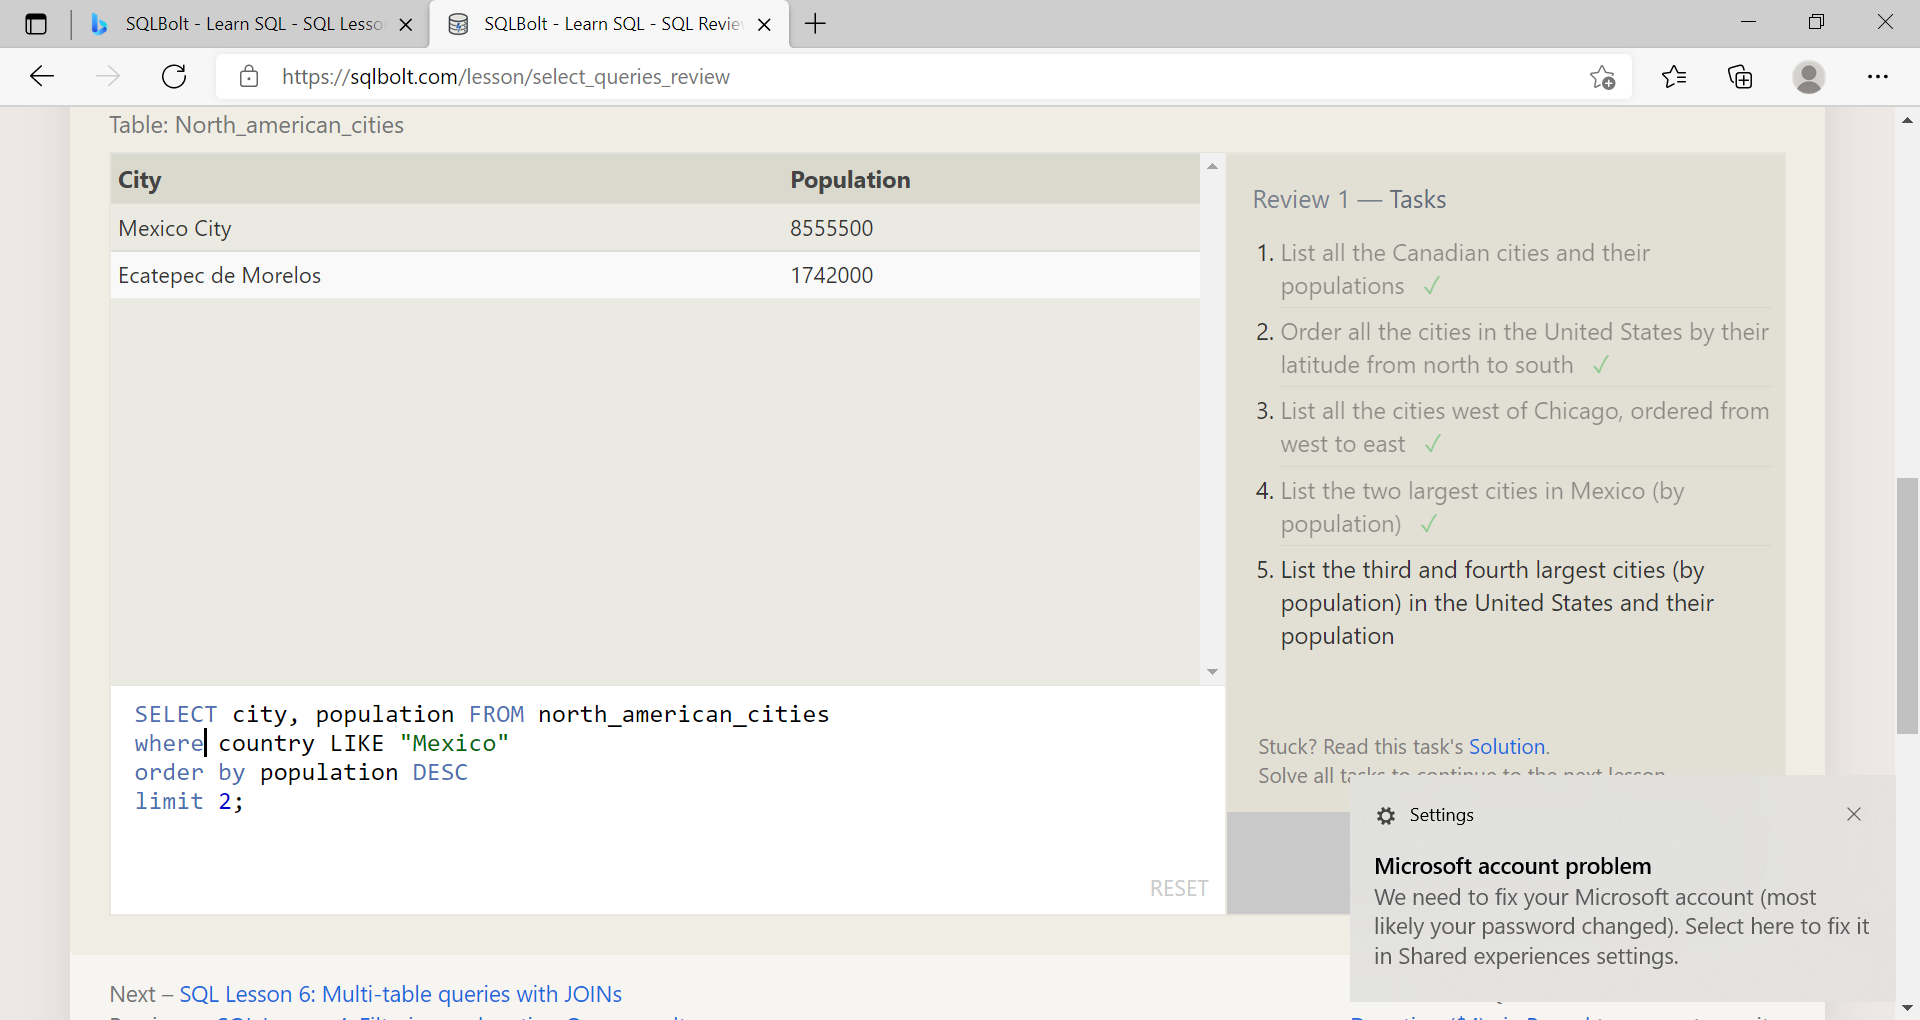 SQLBolt - Learn SQL - SQL Lesso
SQLBolt - Learn SQL - SQL Revie
https://sqlbolt.com/lesson/select_queries_review
Table: North_american_cities
City Population
Mexico City 8555500
Ecatepec de Morelos 1742000
SELECT city, population FROM north_american_cities
where country LIKE "Mexico"
order by population DESC
limit 2;
RESET
Review 1 — Tasks
1. List all the Canadian cities and their
populations ✓
2. Order all the cities in the United States by their
latitude from north to south ✓
3. List all the cities west of Chicago, ordered from
west to east ✓
4. List the two largest cities in Mexico (by
population) ✓
5. List the third and fourth largest cities (by
population) in the United States and their
population
Stuck? Read this task's Solution.
Solve all tasks to continue to the next lesson.
Settings
Microsoft account problem
We need to fix your Microsoft account (most
likely your password changed). Select here to fix it
in Shared experiences settings.
Next – SQL Lesson 6: Multi-table queries with JOINs